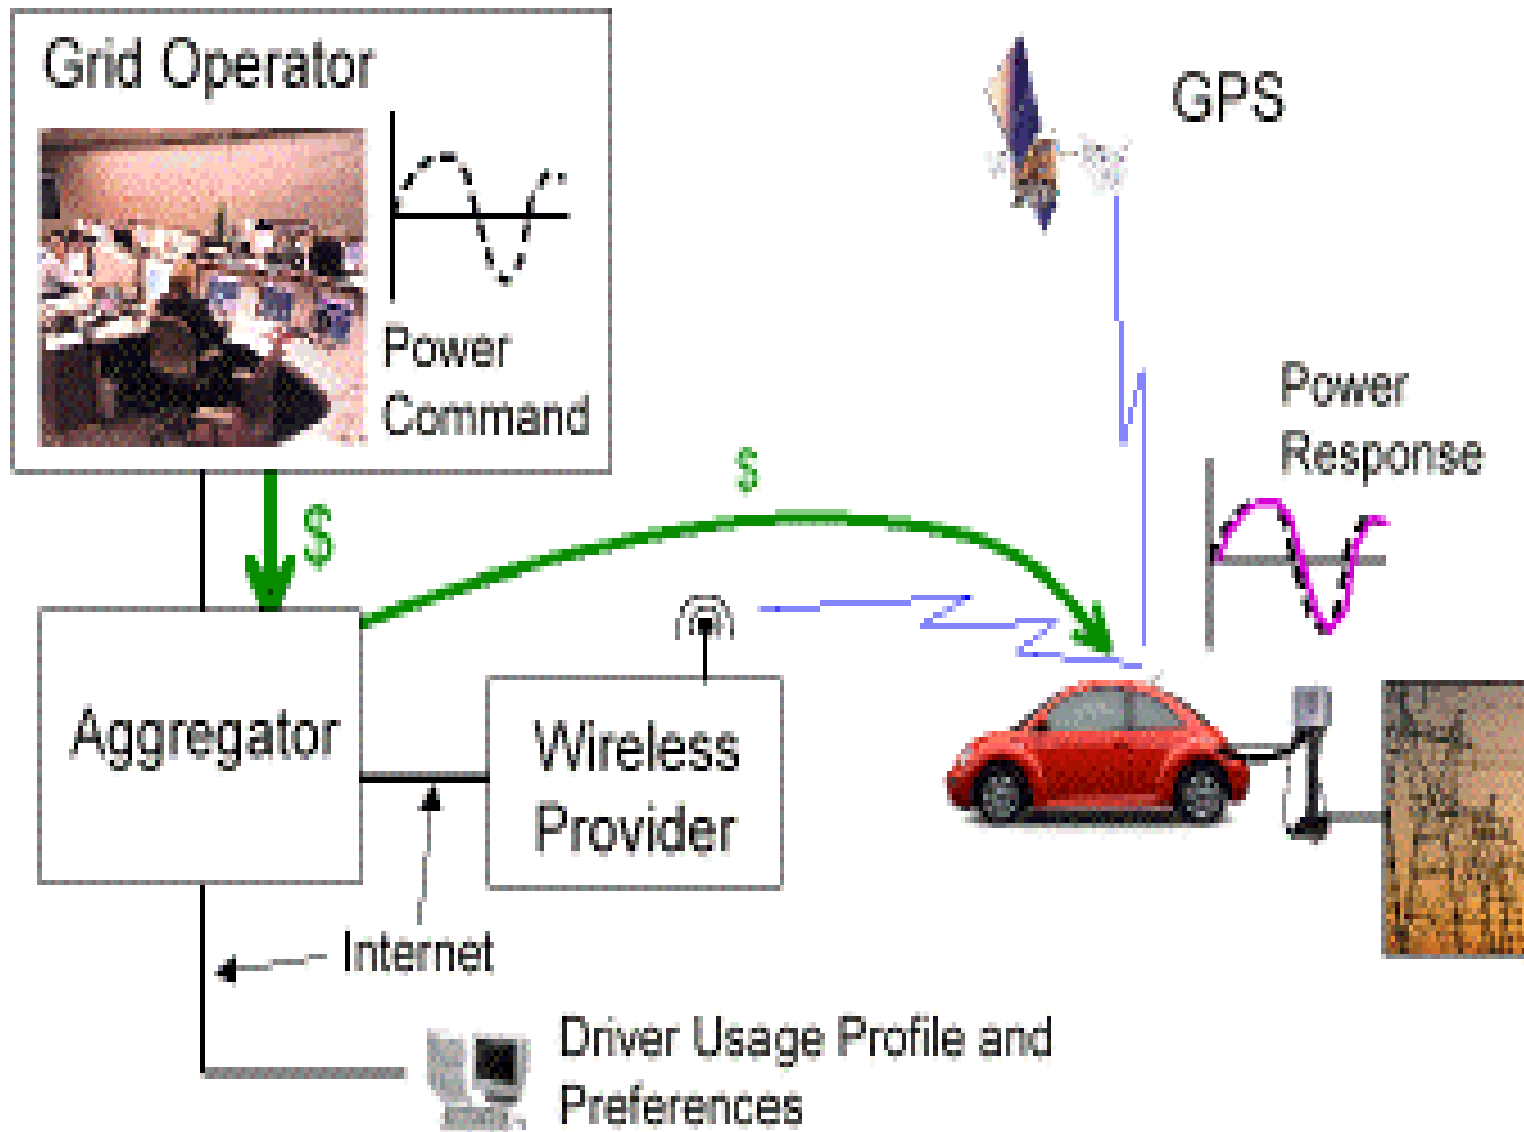 Grid Operator
Power
Command
GPS
Power
Response
$
$
Aggregator
Wireless
Provider
Internet
Driver Usage Profile and
Preferences